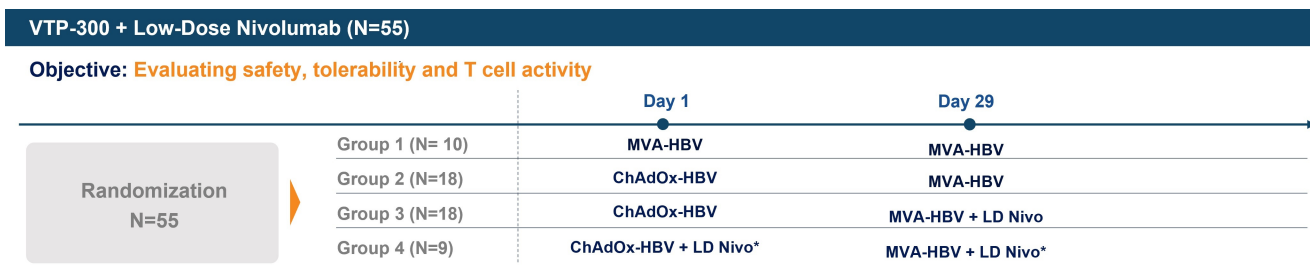 VTP-300 + Low-Dose Nivolumab (N=55)
Objective: Evaluating safety, tolerability and T cell activity
Day 1 Day 29
Randomization
N=55
Group 1 (N= 10) MVA-HBV MVA-HBV
Group 2 (N=18) ChAdOx-HBV MVA-HBV
Group 3 (N=18) ChAdOx-HBV MVA-HBV + LD Nivo
Group 4 (N=9) ChAdOx-HBV + LD Nivo* MVA-HBV + LD Nivo*